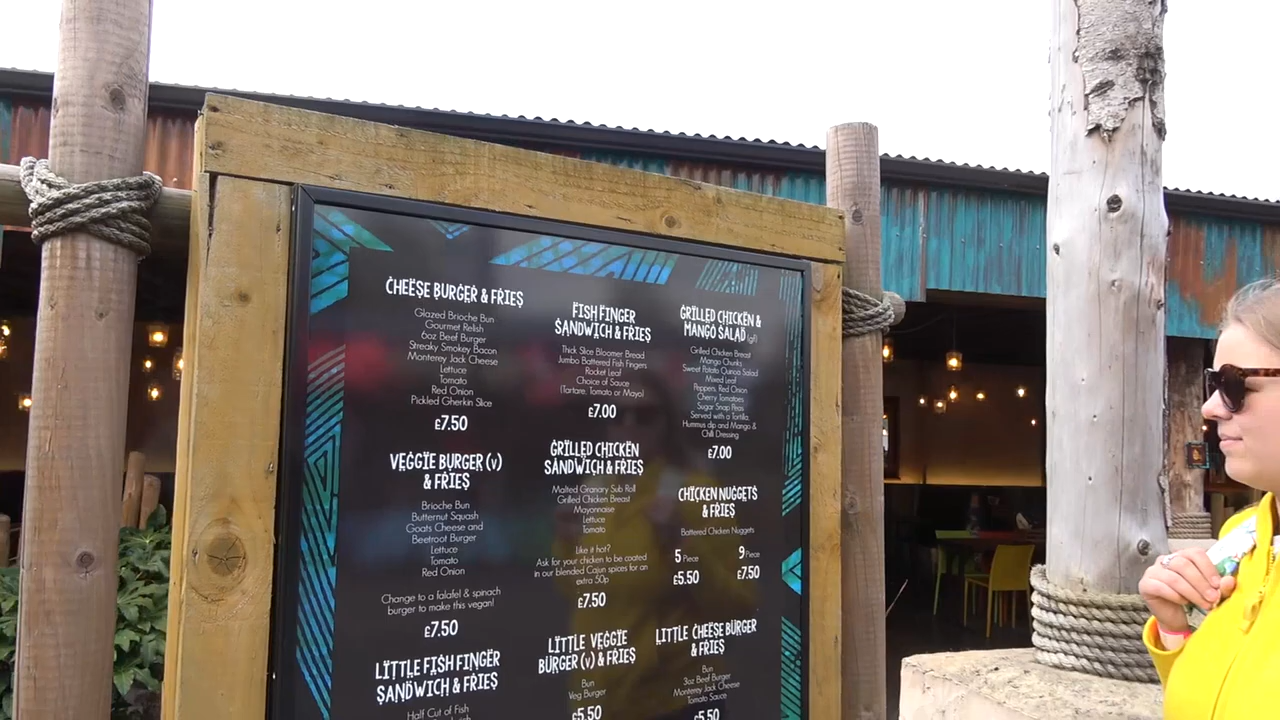 CHEESE BURGER & FRIES
Glazed Brioche Bun
Gourmet Relish
6oz Beef Burger
Streaky Smokey Bacon
Monterey Jack Cheese
Lettuce
Tomato
Red Onion
Pickled Gherkin Slice
£7.50
VEGGIE BURGER (v)
& FRIES
Brioche Bun
Butternut Squash
Goats Cheese and
Beetroot Burger
Lettuce
Tomato
Red Onion
Change to a falafel & spinach
burger to make this vegan!
£7.50
LITTLE FISH FINGER
SANDWICH & FRIES
Half Cut of Fish
FISH FINGER
SANDWICH & FRIES
Thick Slice Bloomer Bread
Jumbo Battered Fish Fingers
Rocket Leaf
Choice of Sauce
(Tartare, Tomato or Mayo)
£7.00
GRILLED CHICKEN
SANDWICH & FRIES
Malted Granary Sub Roll
Grilled Chicken Breast
Mayonnaise
Lettuce
Tomato
Like it hot?
Ask for your chicken to be coated
in our blended Cajun spices for an
extra 50p
£7.50
LITTLE VEGGIE
BURGER (v) & FRIES
Bun
Veg Burger
£5.50
GRILLED CHICKEN &
MANGO SALAD (gf)
Grilled Chicken Breast
Mango Chunks
Sweet Potato Quinoa Salad
Mixed Leaf
Peppers, Red Onion
Cherry Tomatoes
Sugar Snap Peas
Served with a Tortilla,
Hummus dip and Mango &
Chilli Dressing
£7.00
CHICKEN NUGGETS
& FRIES
Battered Chicken Nuggets
5 Piece 9 Piece
£5.50 £7.50
LITTLE CHEESE BURGER
& FRIES
Bun
3oz Beef Burger
Monterey Jack Cheese
Tomato Sauce
£5.50